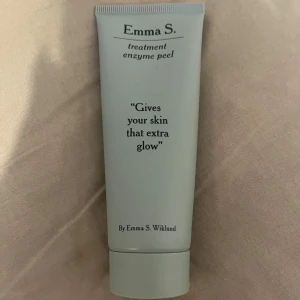 Emma S.
treatment
enzyme peel
"Gives
your skin
that extra
glow"
By Emma S. Wiklund